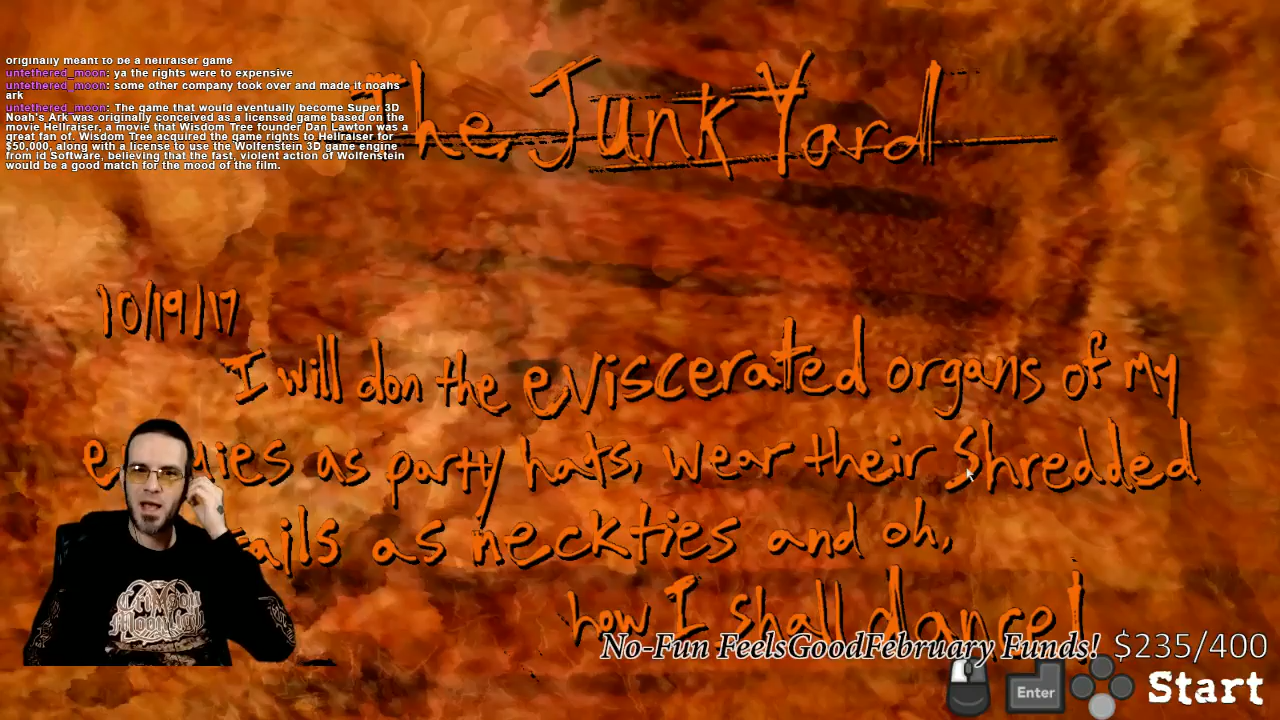 originally meant to be a hellraiser game
untethered_moon: ya the rights were to expensive
untethered_moon: some other company took over and made it noahs
ark
untethered_moon: The game that would eventually become Super 3D
Noah's Ark was originally conceived as a licensed game based on the
movie Hellraiser, a movie that Wisdom Tree founder Dan Lawton was a
great fan of. Wisdom Tree acquired the game rights to Hellraiser for
$50,000, along with a license to use the Wolfenstein 3D game engine
from id Software, believing that the fast, violent action of Wolfenstein
would be a good match for the mood of the film.
The Junk Yard
10/19/17
I will don the eviscerated organs of my
as party hats, wear their shredded
as neckties and oh,
how I shall dance!
Crimson
Moonlight
No-Fun FeelsGoodFebruary Funds! $235/400
Enter
Start